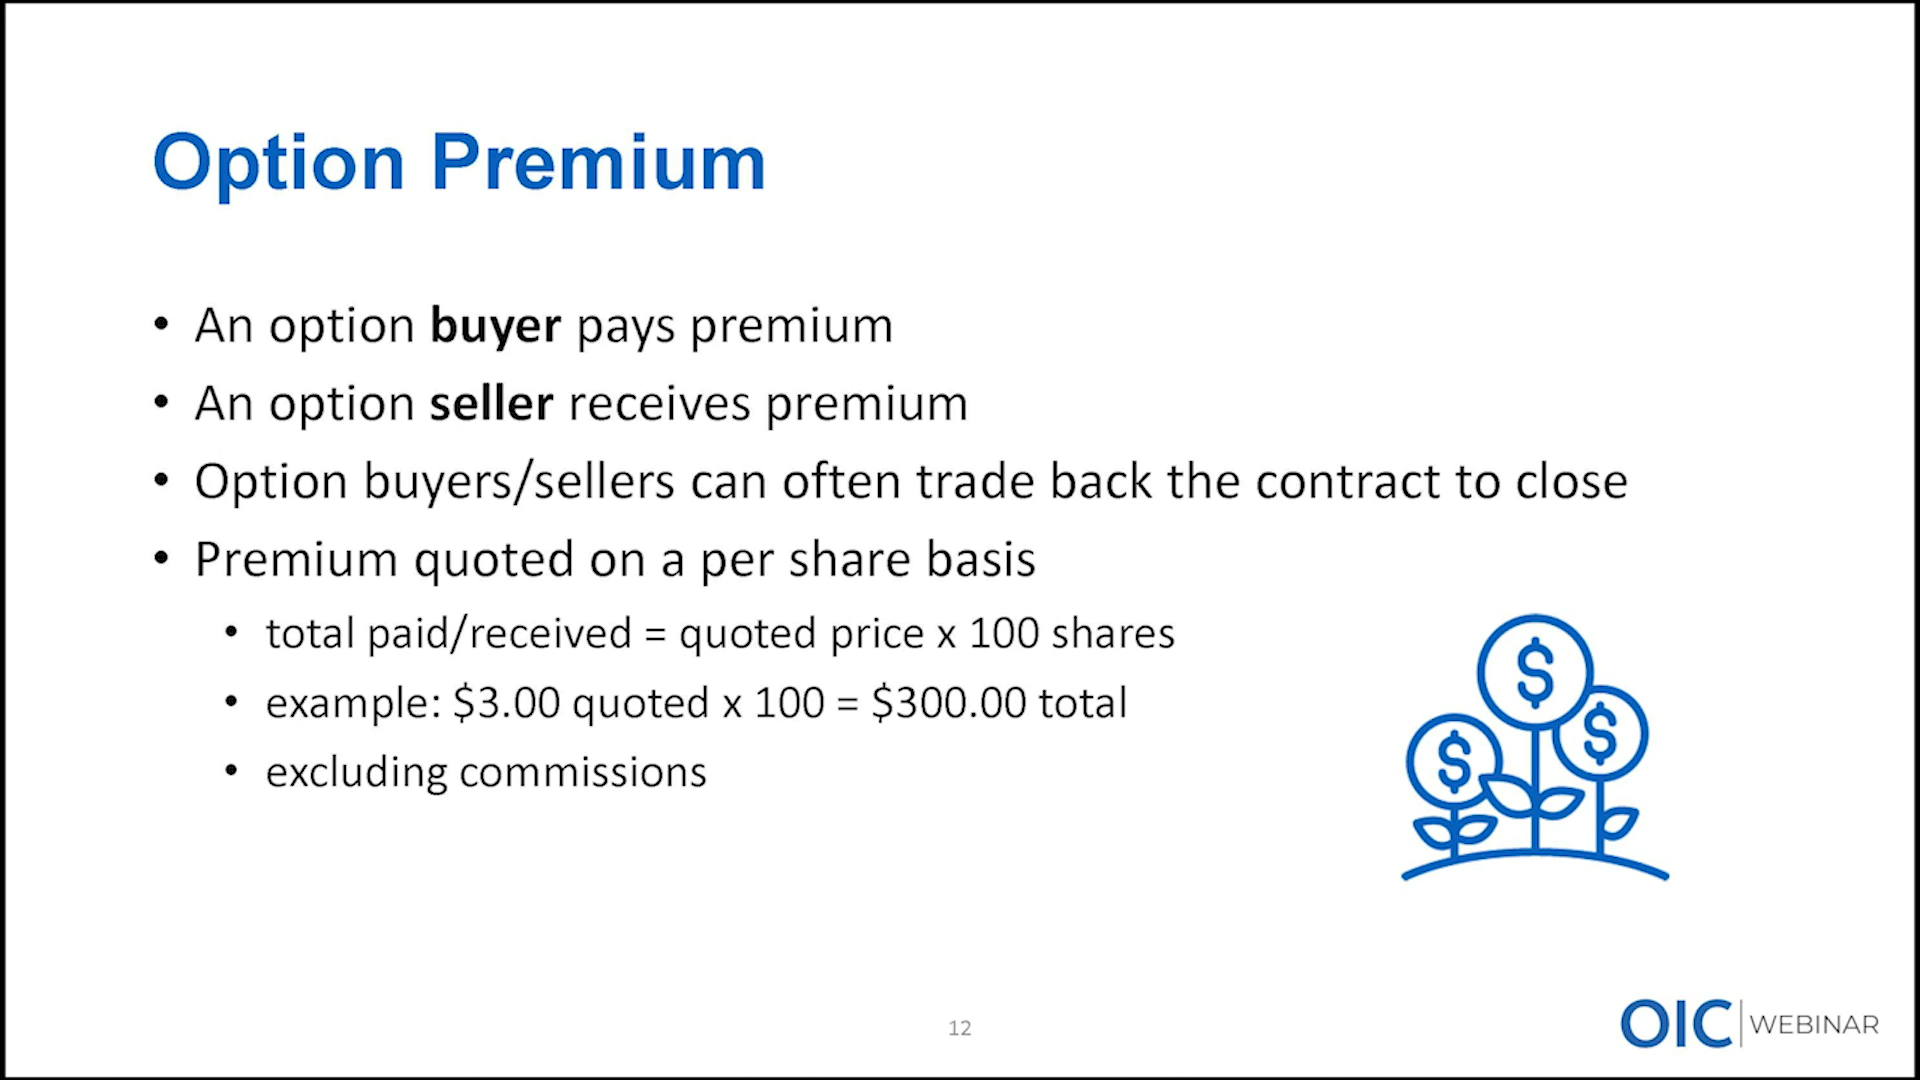 Option Premium
• An option buyer pays premium
• An option seller receives premium
• Option buyers/sellers can often trade back the contract to close
• Premium quoted on a per share basis
• total paid/received = quoted price x 100 shares
• example: $3.00 quoted x 100 = $300.00 total
• excluding commissions
$
$
$
12
OIC WEBINAR